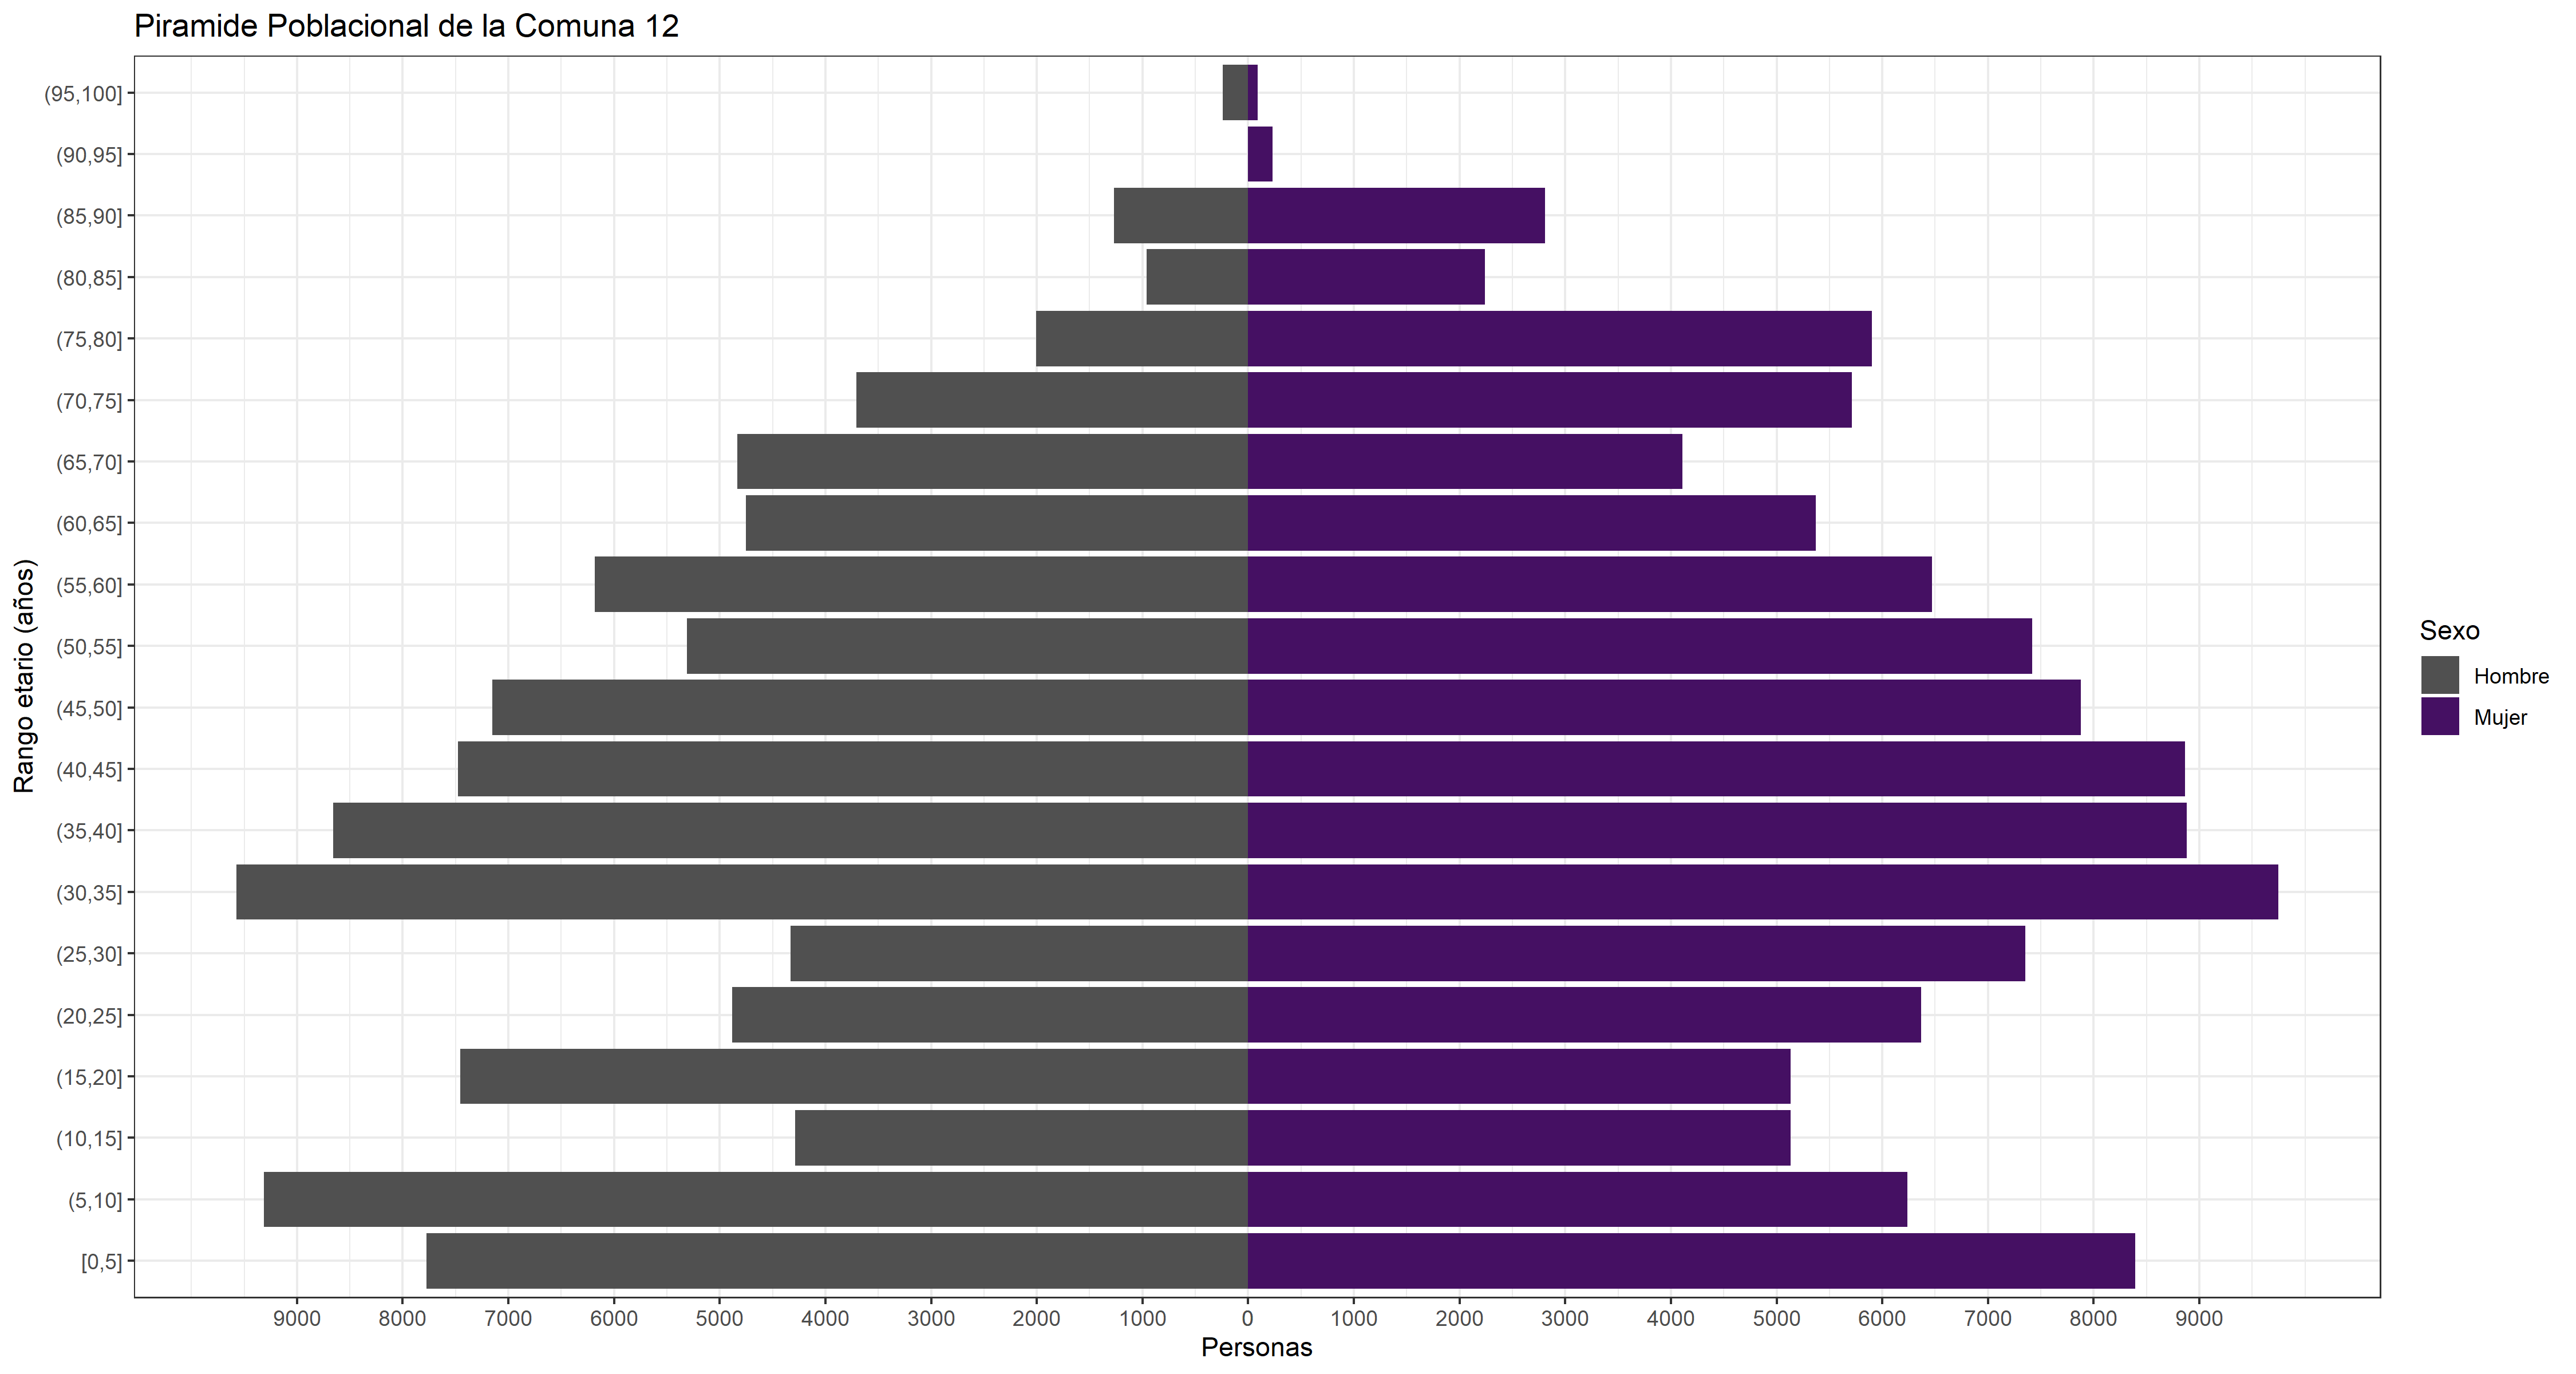 Piramide Poblacional de la Comuna 12
Rango etario (años)
(95,100]
(90,95]
(85,90]
(80,85]
(75,80]
(70,75]
(65,70]
(60,65]
(55,60]
(50,55]
(45,50]
(40,45]
(35,40]
(30,35]
(25,30]
(20,25]
(15,20]
(10,15]
(5,10]
[0,5]
9000 8000 7000 6000 5000 4000 3000 2000 1000 0 1000 2000 3000 4000 5000 6000 7000 8000 9000
Personas
Sexo
Hombre
Mujer